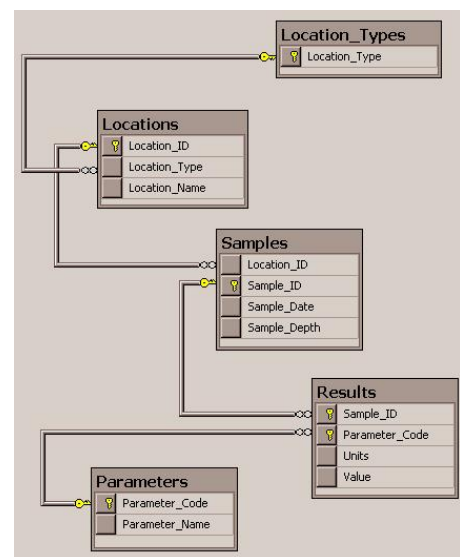 Location_Types
Location_Type
Locations
Location_ID
Location_Type
Location_Name
Samples
Location_ID
Sample_ID
Sample_Date
Sample_Depth
Results
Sample_ID
Parameter_Code
Units
Value
Parameters
Parameter_Code
Parameter_Name